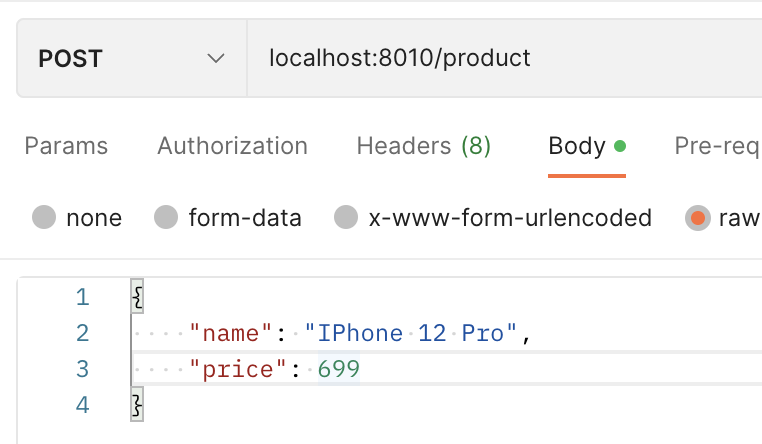 POST localhost:8010/product
Params Authorization Headers (8) Body Pre-req
none form-data x-www-form-urlencoded raw
1 {
2 "name": "IPhone 12 Pro",
3 "price": 699
4 }